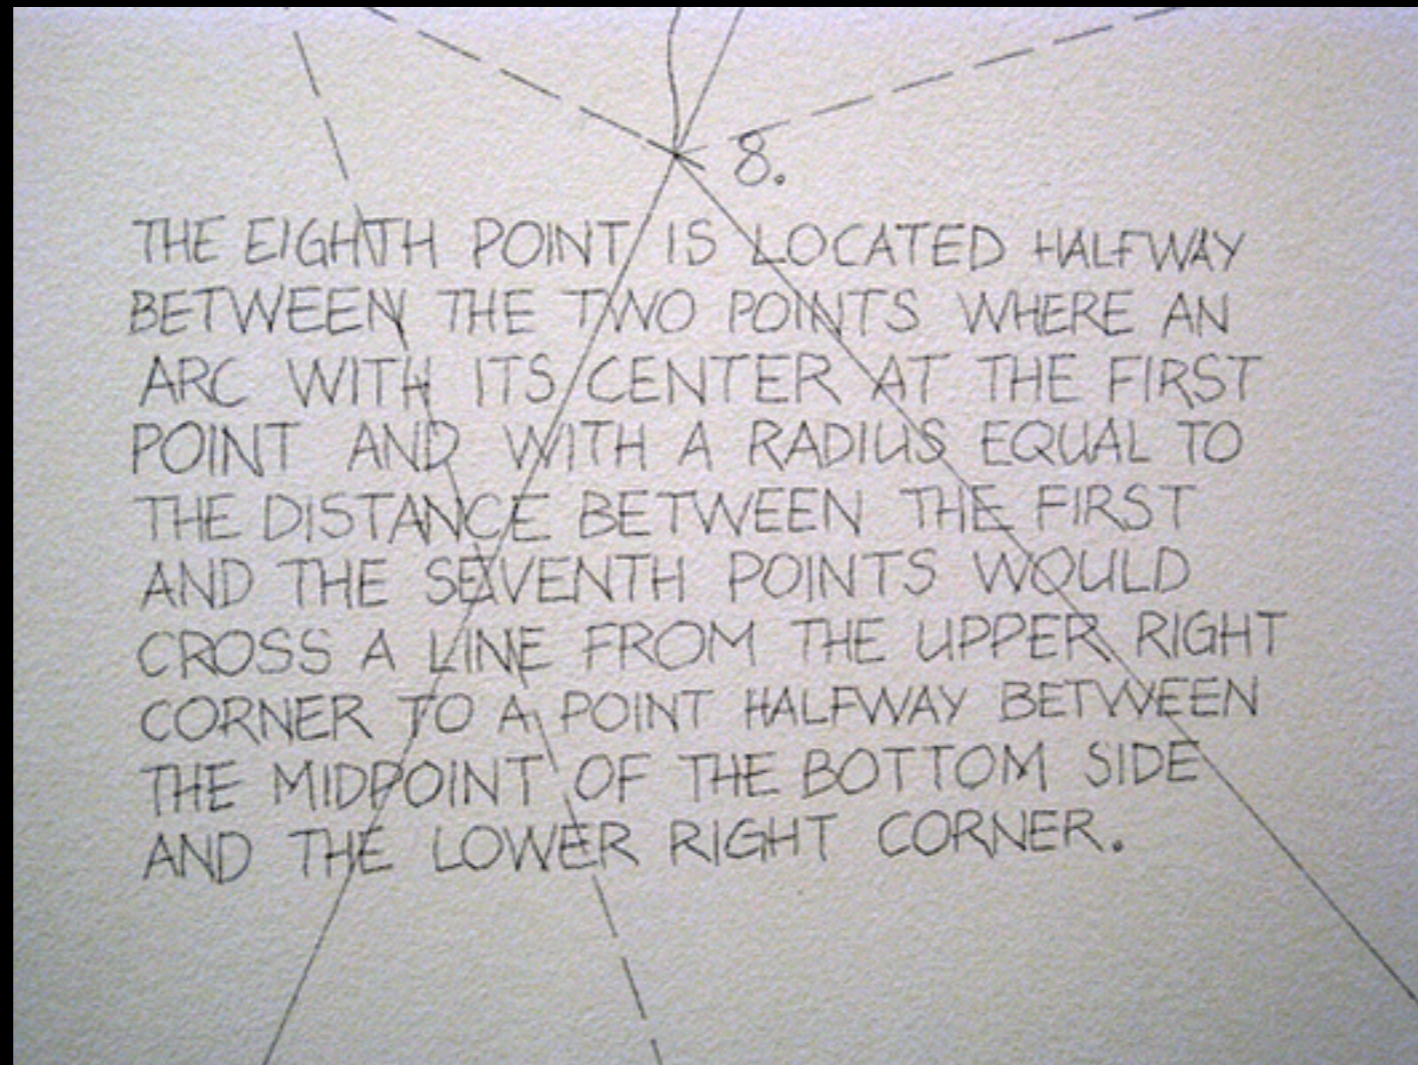 8.
THE EIGHTH POINT IS LOCATED HALFWAY
BETWEEN THE TWO POINTS WHERE AN
ARC WITH ITS CENTER AT THE FIRST
POINT AND WITH A RADIUS EQUAL TO
THE DISTANCE BETWEEN THE FIRST
AND THE SEVENTH POINTS WOULD
CROSS A LINE FROM THE UPPER RIGHT
CORNER TO A POINT HALFWAY BETWEEN
THE MIDPOINT OF THE BOTTOM SIDE
AND THE LOWER RIGHT CORNER.